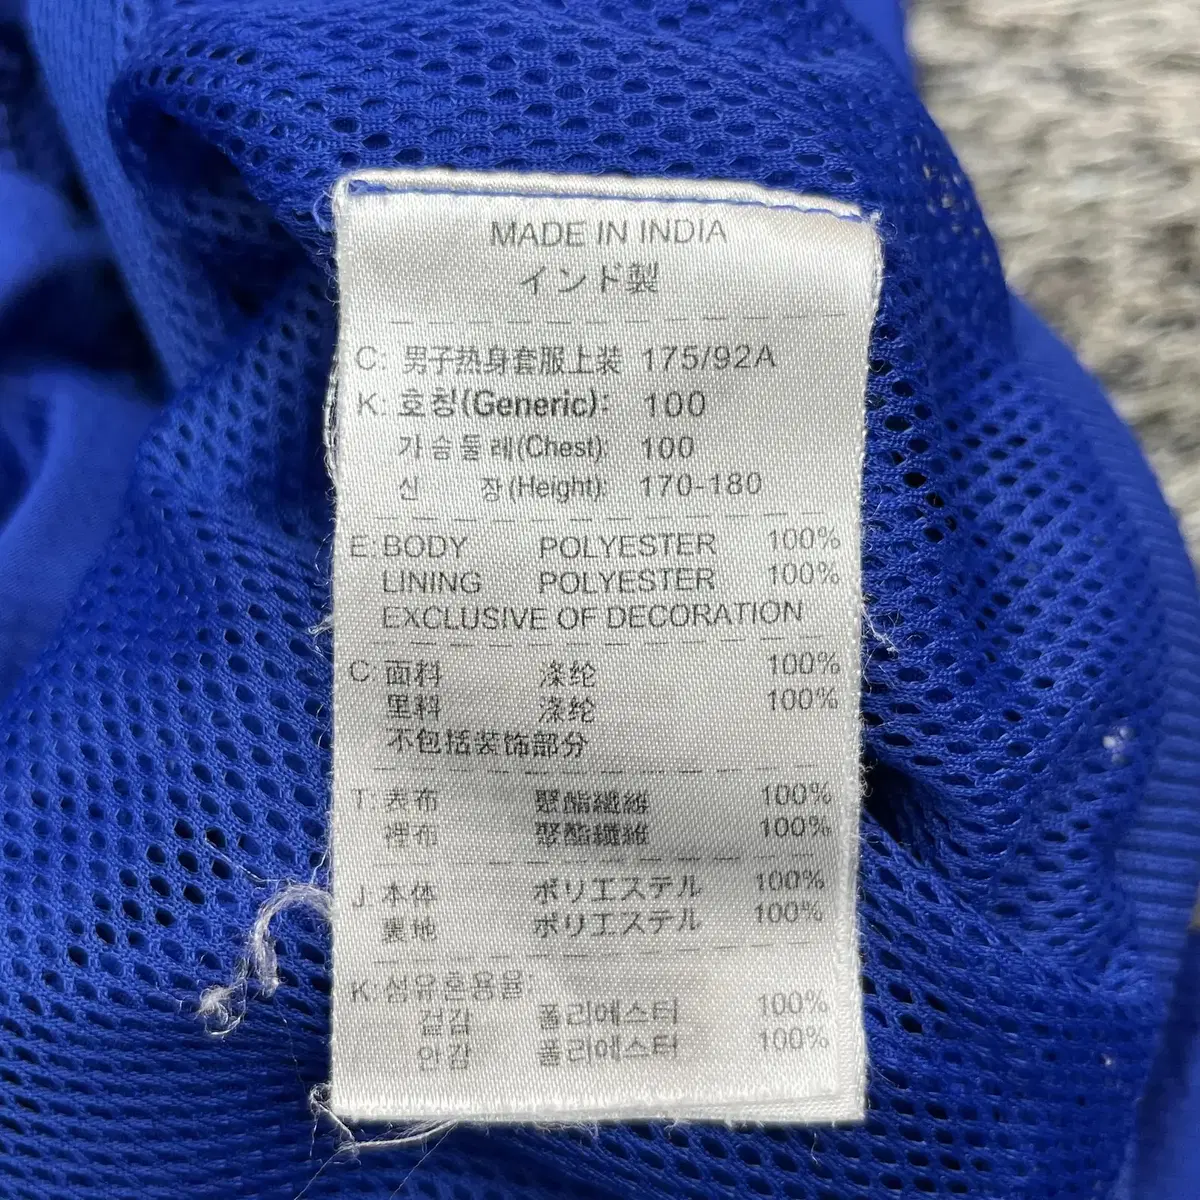 MADE IN INDIA
インド製
C: 男子热身套服上装 175/92A
K: 호칭(Generic): 100
가슴둘레(Chest): 100
신 장(Height): 170-180
E: BODY POLYESTER 100%
LINING POLYESTER 100%
EXCLUSIVE OF DECORATION
C 面料 涤纶 100%
里料 涤纶 100%
不包括装饰部分
T: 表布 聚酯纖維 100%
裡布 聚酯纖維 100%
J: 本体 ポリエステル 100%
裏地 ポリエステル 100%
K: 섬유혼용율:
겉감 폴리에스터 100%
안감 폴리에스터 100%